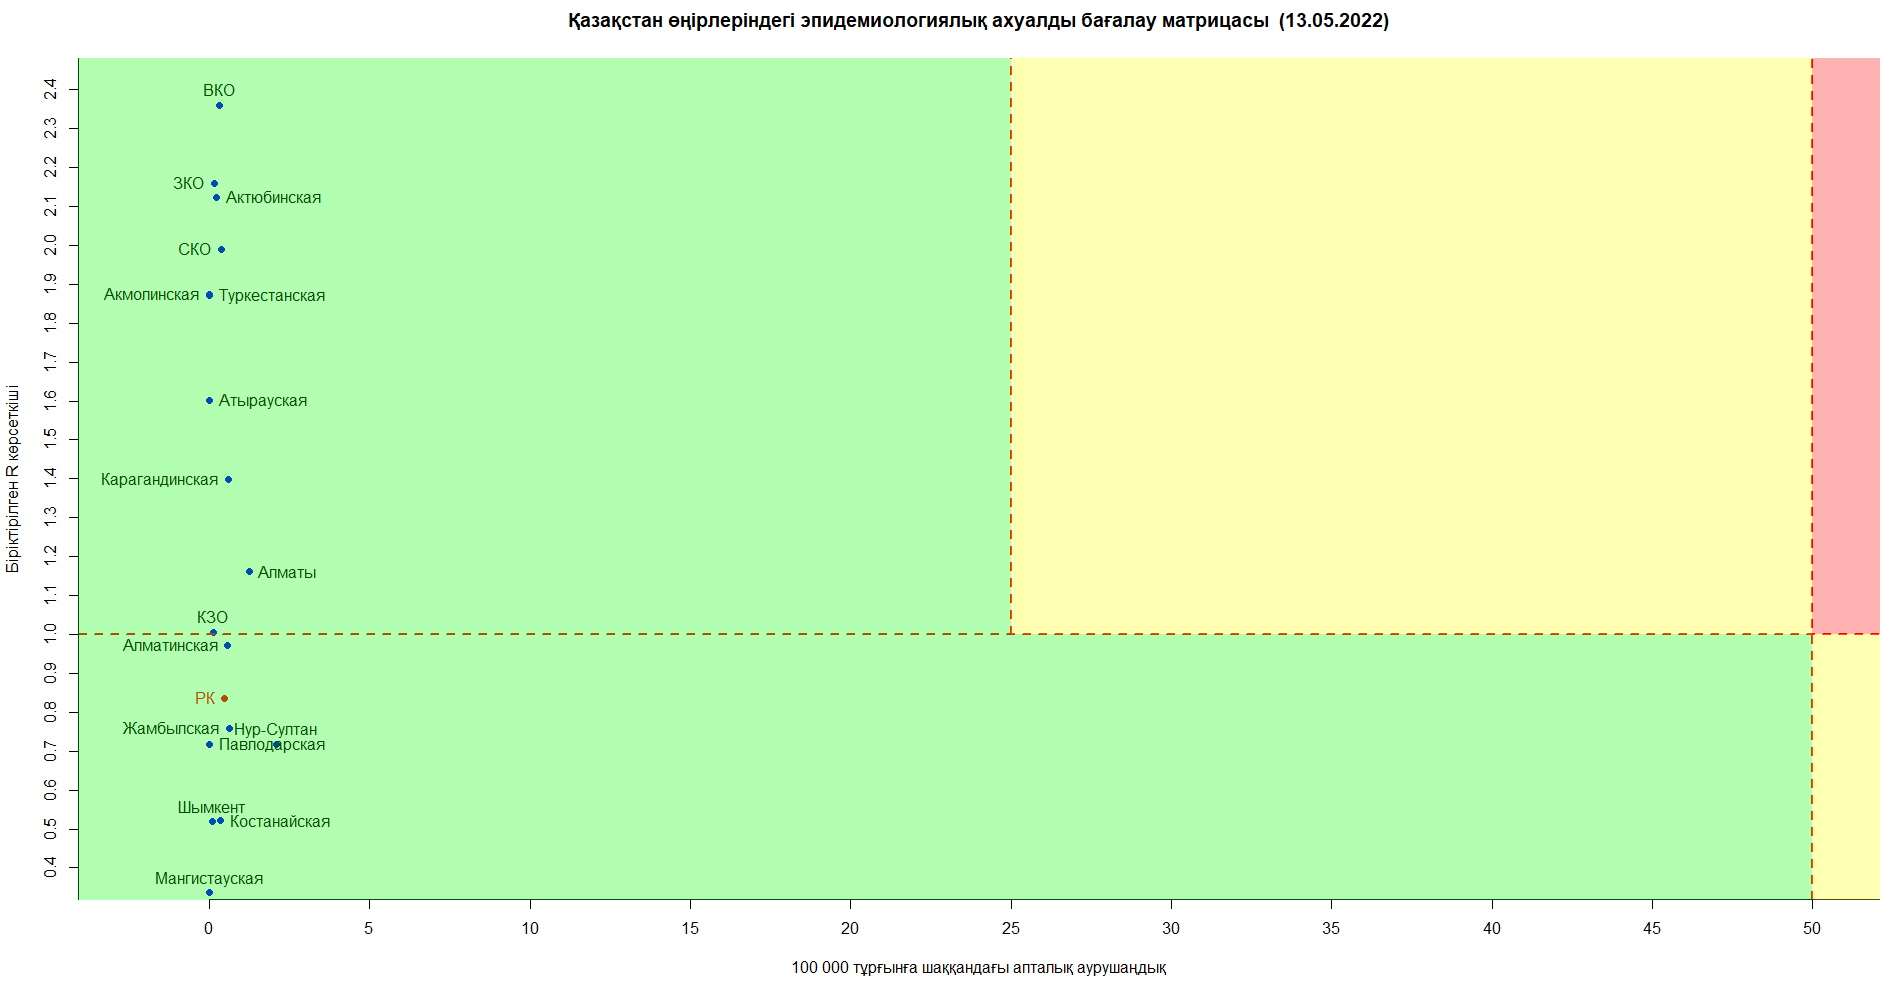 Қазақстан өңірлеріндегі эпидемиологиялық ахуалды бағалау матрицасы (13.05.2022)
Біріктірілген R көрсеткіші
2.4
2.3
2.2
2.1
2.0
1.9
1.8
1.7
1.6
1.5
1.4
1.3
1.2
1.1
1.0
0.9
0.8
0.7
0.6
0.5
0.4
ВКО
ЗКО
Актюбинская
СКО
Акмолинская
Туркестанская
Атырауская
Карагандинская
Алматы
КЗО
Алматинская
РК
Жамбылская
Нур-Султан
Павлодарская
Шымкент
Костанайская
Мангистауская
0 5 10 15 20 25 30 35 40 45 50
100 000 тұрғынға шаққандағы апталық аурушаңдық